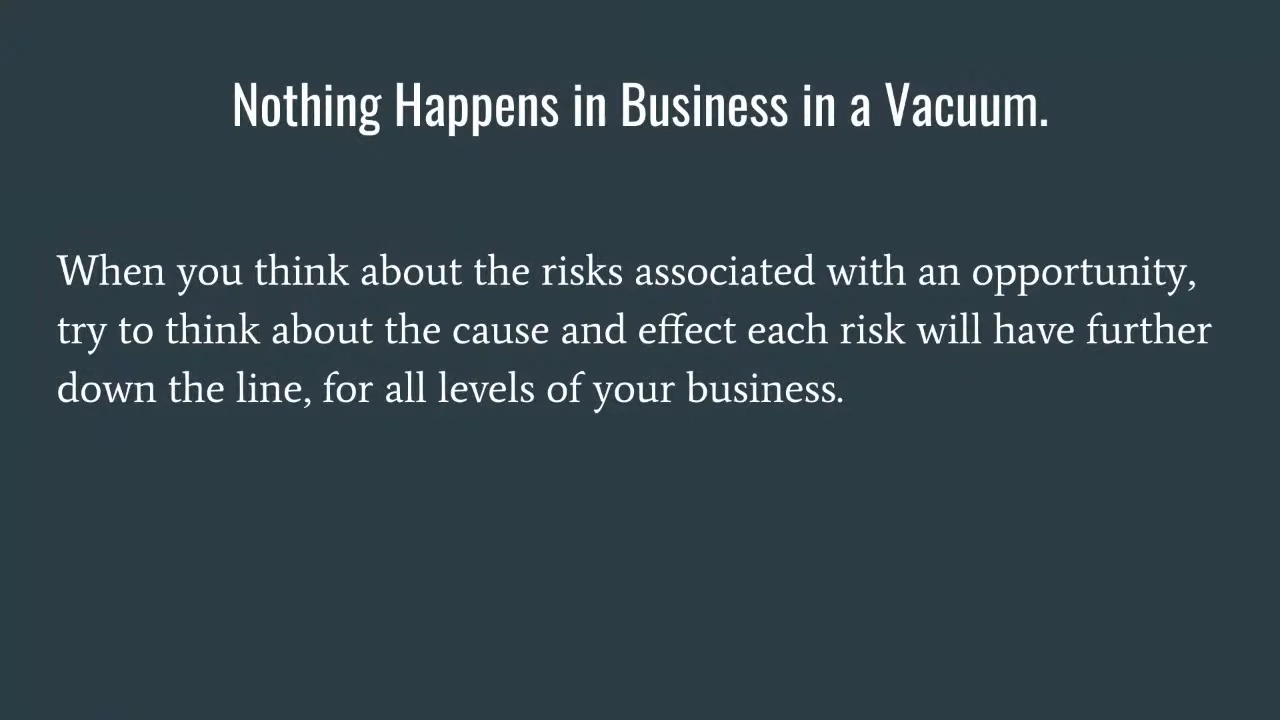 Nothing Happens in Business in a Vacuum.
When you think about the risks associated with an opportunity,
try to think about the cause and effect each risk will have further
down the line, for all levels of your business.